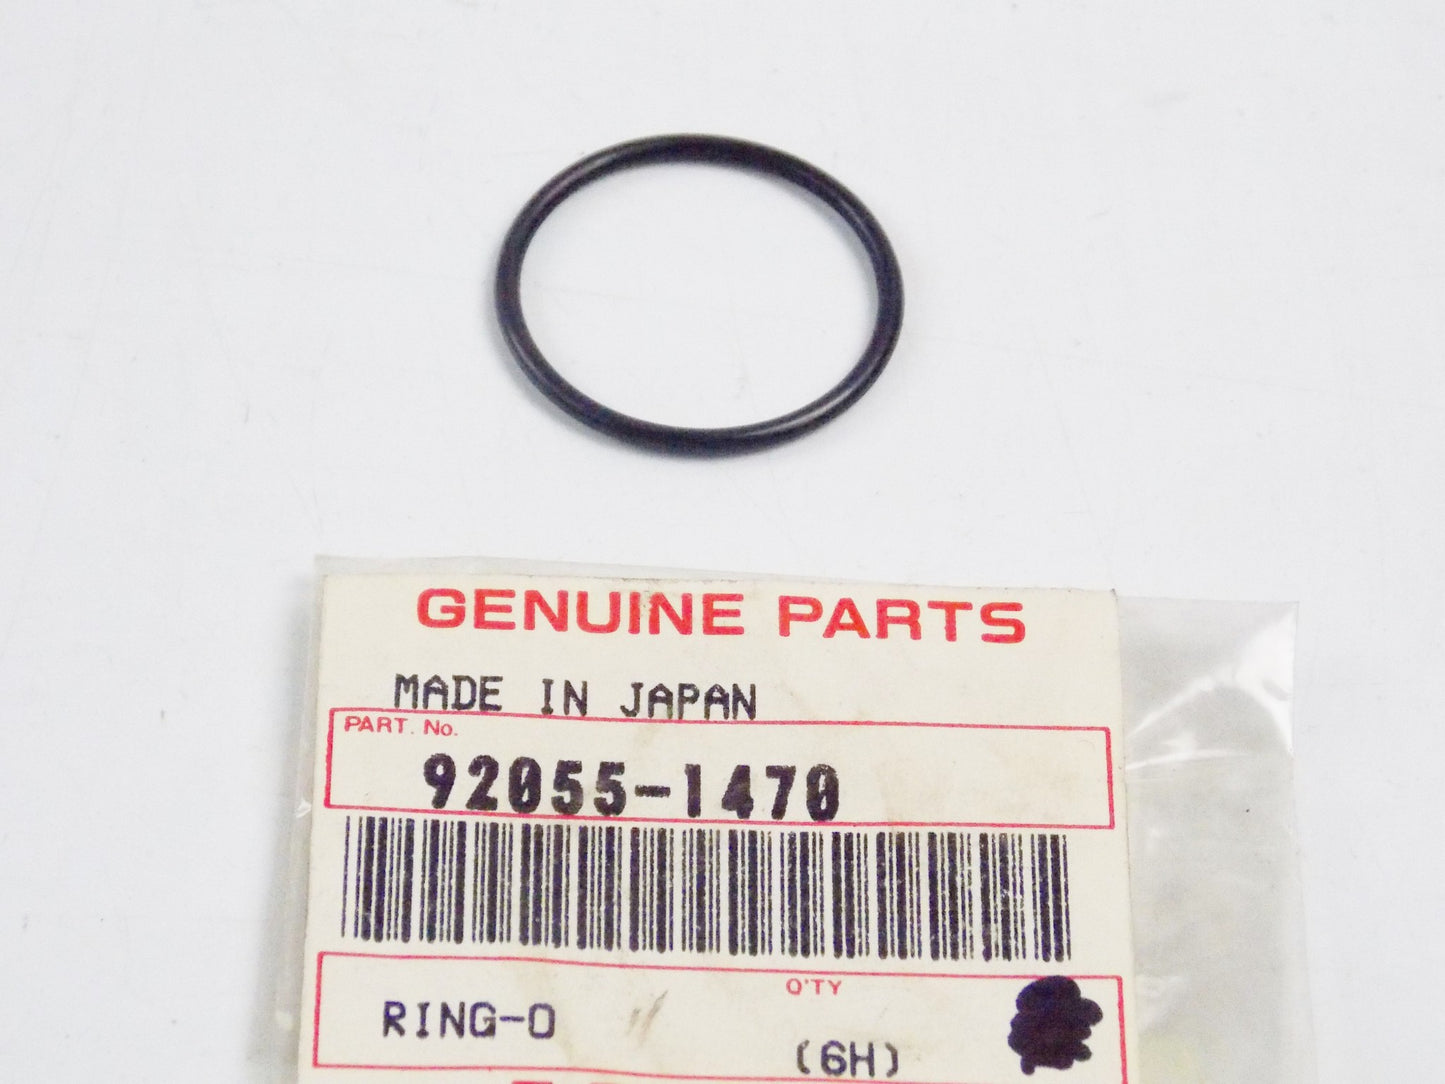 GENUINE PARTS
MADE IN JAPAN
PART. No.
92055-1470
Q'TY
RING-O
(6H)